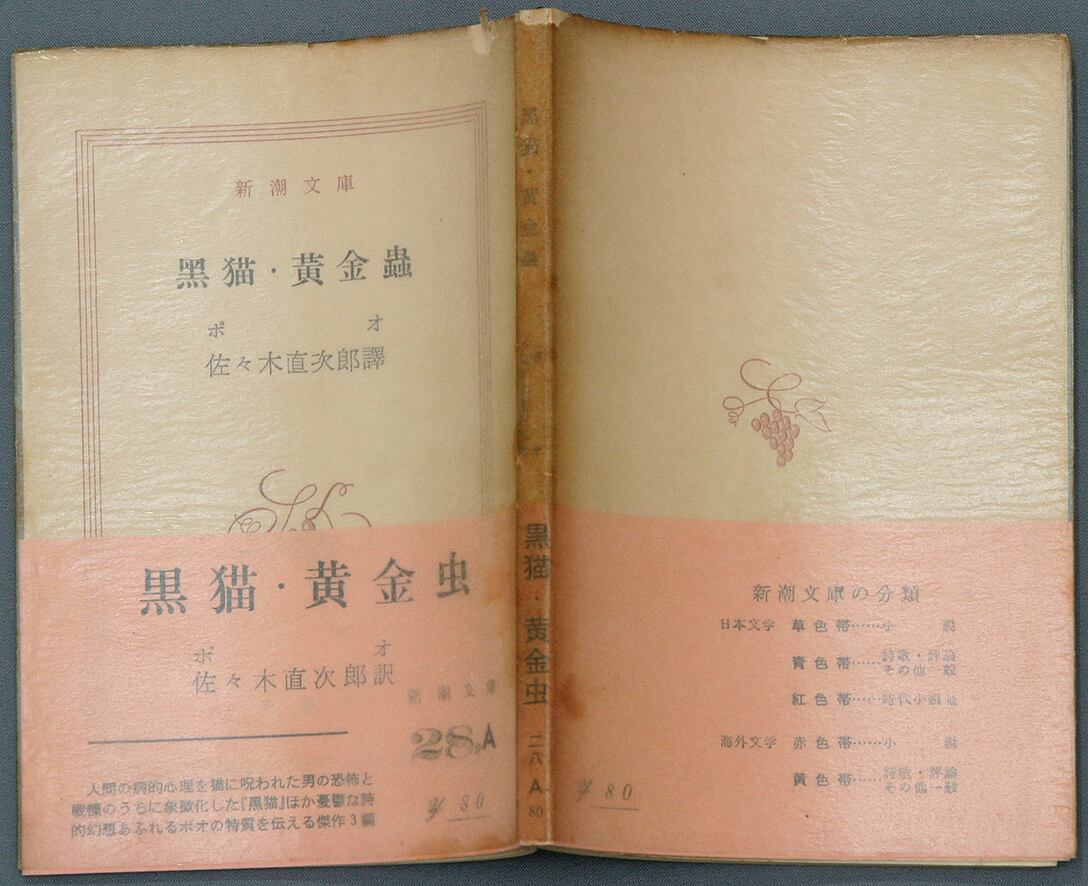 新潮文庫
黑猫・黄金蟲
ポオ
佐々木直次郎譯
黒猫・黄金虫
ポオ
佐々木直次郎訳
新潮文庫
28 A
人間の病的心理を猫に呪われた男の恐怖と
戦慄のうちに象徴化した『黒猫』ほか憂鬱な詩
的幻想あふれるポオの特質を伝える傑作3編
¥80
黑猫・黄金蟲
黒猫・黄金虫
二八
A
80
新潮文庫の分類
日本文学 草色帯……小説
青色帯……詩歌・評論
その他一般
紅色帯……時代小説他
海外文学 赤色帯……小説
黄色帯……詩歌・評論
その他一般
¥80